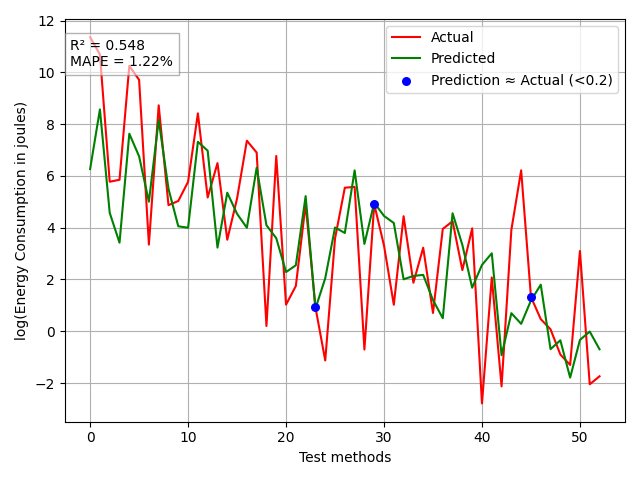 R² = 0.548
MAPE = 1.22%
Actual
Predicted
Prediction ≈ Actual (<0.2)
log(Energy Consumption in joules)
12
10
8
6
4
2
0
−2
0 10 20 30 40 50
Test methods